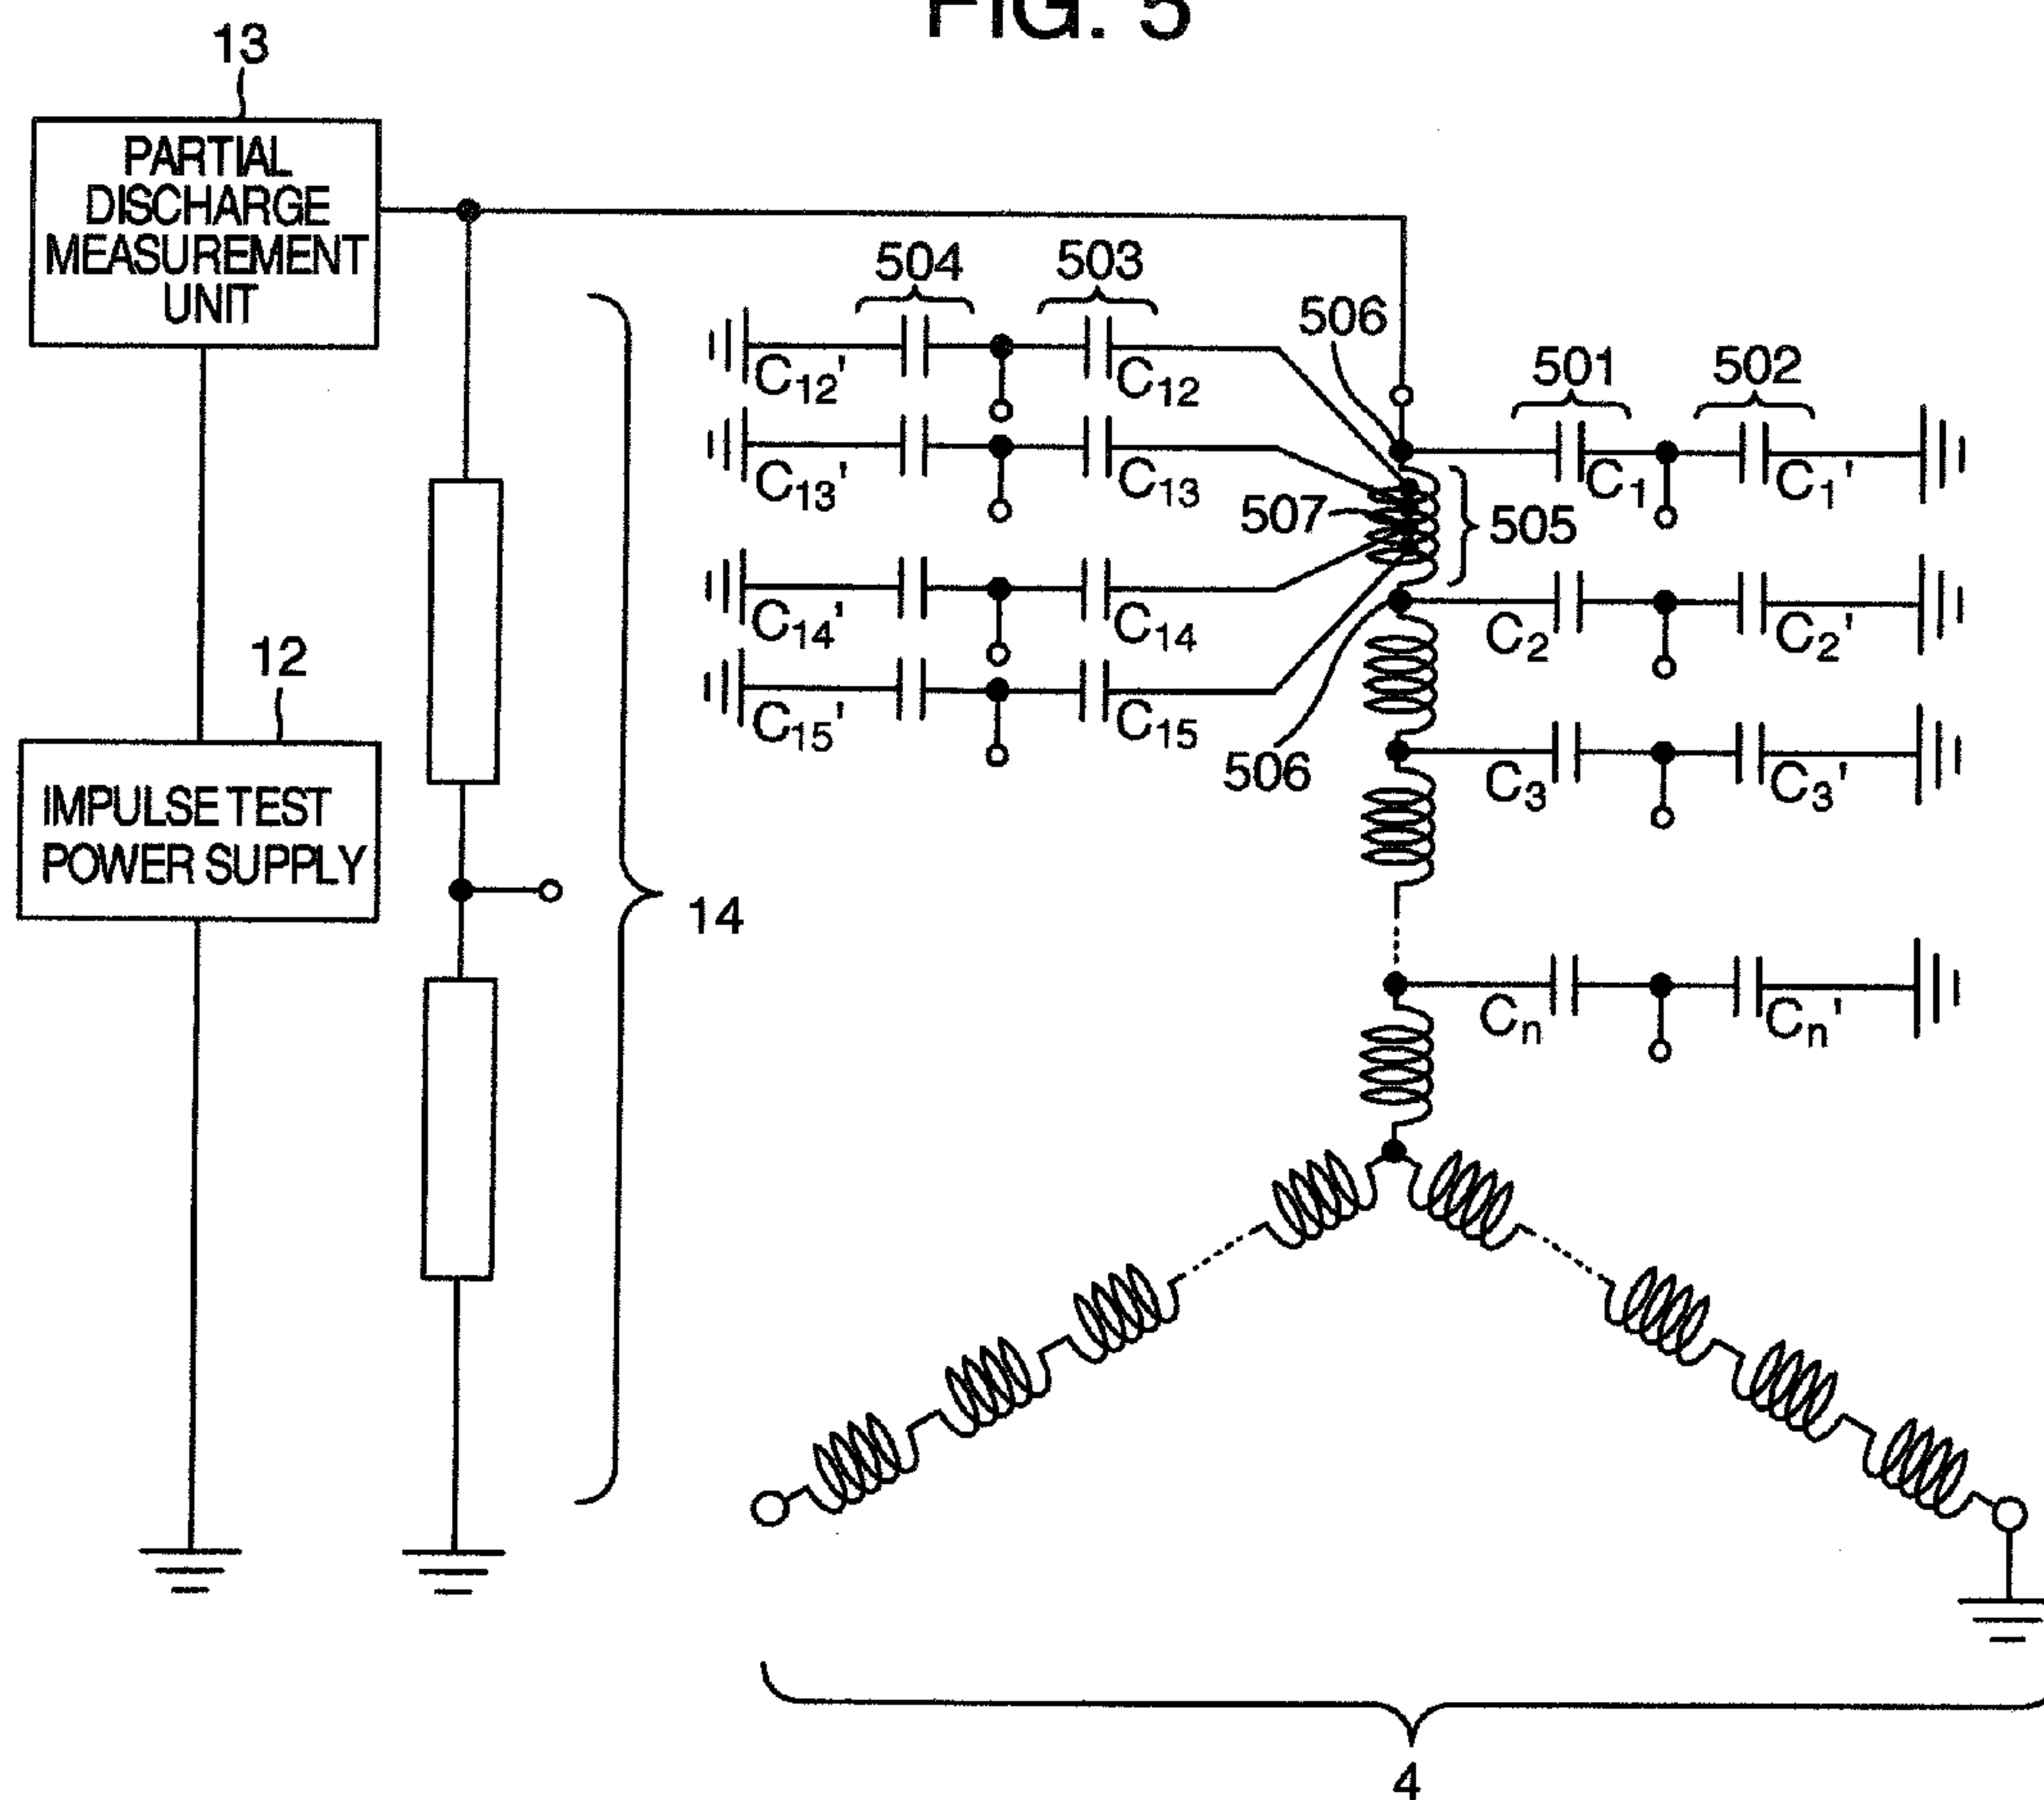 FIG. 5
13
PARTIAL
DISCHARGE
MEASUREMENT
UNIT
504
503
506
501
502
C12'
C12
C1
C1'
C13'
C13
507
505
C14'
C14
C2
C2'
12
C15'
C15
506
C3
C3'
IMPULSE TEST
POWER SUPPLY
14
Cn
Cn'
4